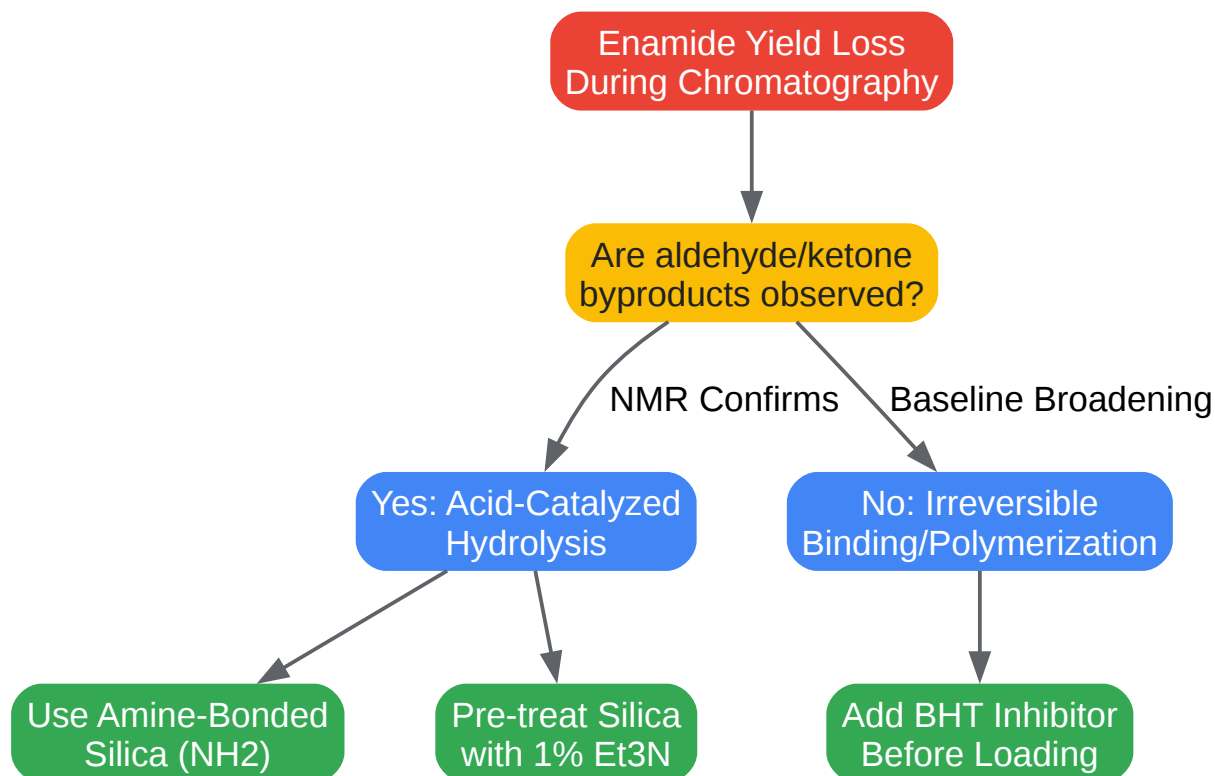 Enamide Yield Loss
During Chromatography
Are aldehyde/ketone
byproducts observed?
NMR Confirms
Baseline Broadening
Yes: Acid-Catalyzed
Hydrolysis
No: Irreversible
Binding/Polymerization
Use Amine-Bonded
Silica (NH2)
Pre-treat Silica
with 1% Et3N
Add BHT Inhibitor
Before Loading